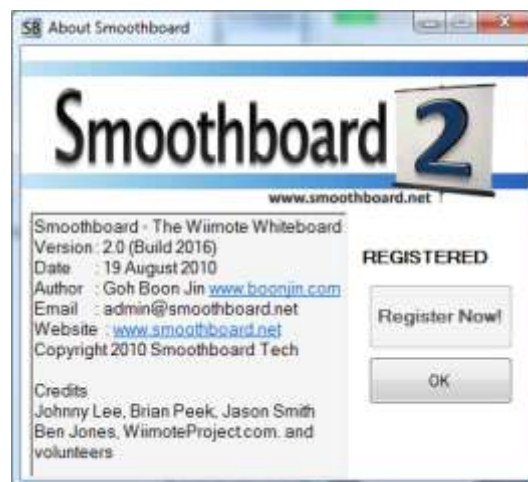 SB About Smoothboard
Smoothboard 2
www.smoothboard.net
Smoothboard - The Wiimote Whiteboard
Version : 2.0 (Build 2016)
Date : 19 August 2010
Author : Goh Boon Jin www.boonjin.com
Email : admin@smoothboard.net
Website : www.smoothboard.net
Copyright 2010 Smoothboard Tech
Credits
Johnny Lee, Brian Peek, Jason Smith
Ben Jones, WiimoteProject.com. and
volunteers
REGISTERED
Register Now!
OK